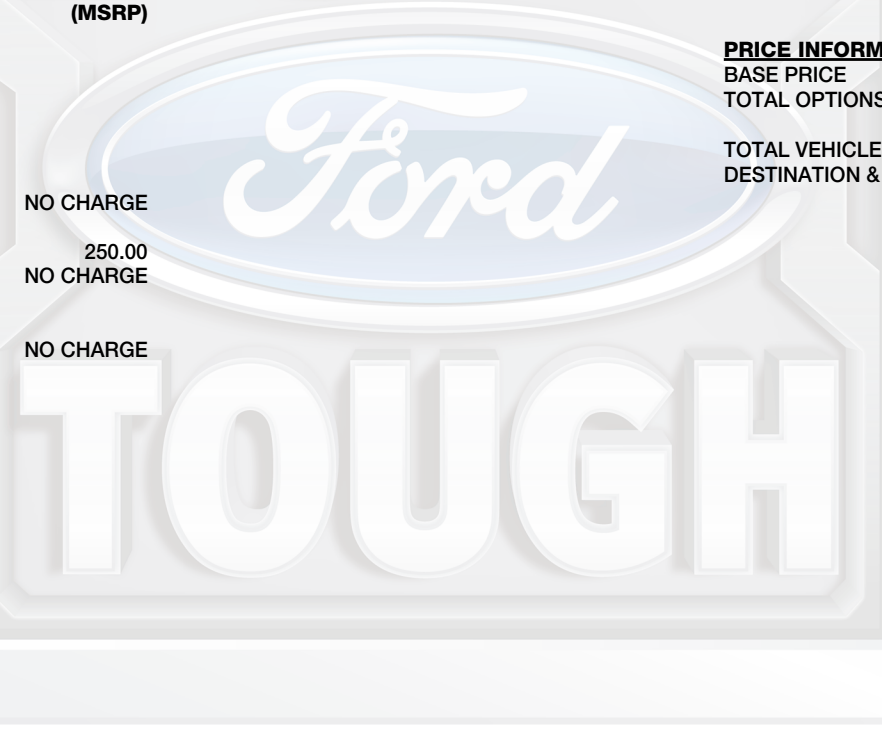 (MSRP)
NO CHARGE
250.00
NO CHARGE
NO CHARGE
PRICE INFORM
BASE PRICE
TOTAL OPTIONS
TOTAL VEHICLE
DESTINATION &
Ford
TOUGH